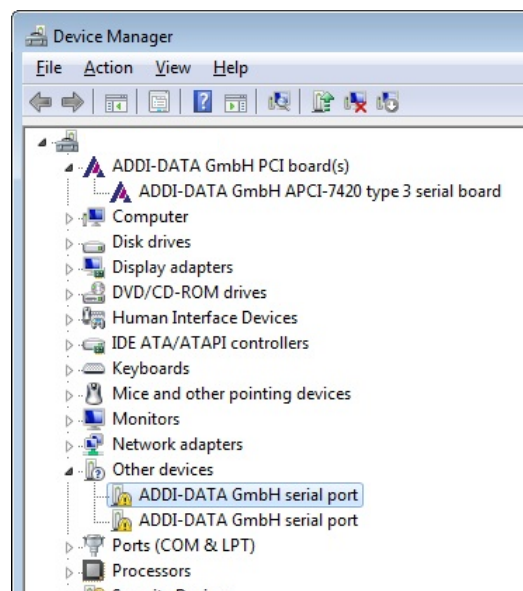 Device Manager
File Action View Help
ADDI-DATA GmbH PCI board(s)
ADDI-DATA GmbH APCI-7420 type 3 serial board
Computer
Disk drives
Display adapters
DVD/CD-ROM drives
Human Interface Devices
IDE ATA/ATAPI controllers
Keyboards
Mice and other pointing devices
Monitors
Network adapters
Other devices
ADDI-DATA GmbH serial port
ADDI-DATA GmbH serial port
Ports (COM & LPT)
Processors